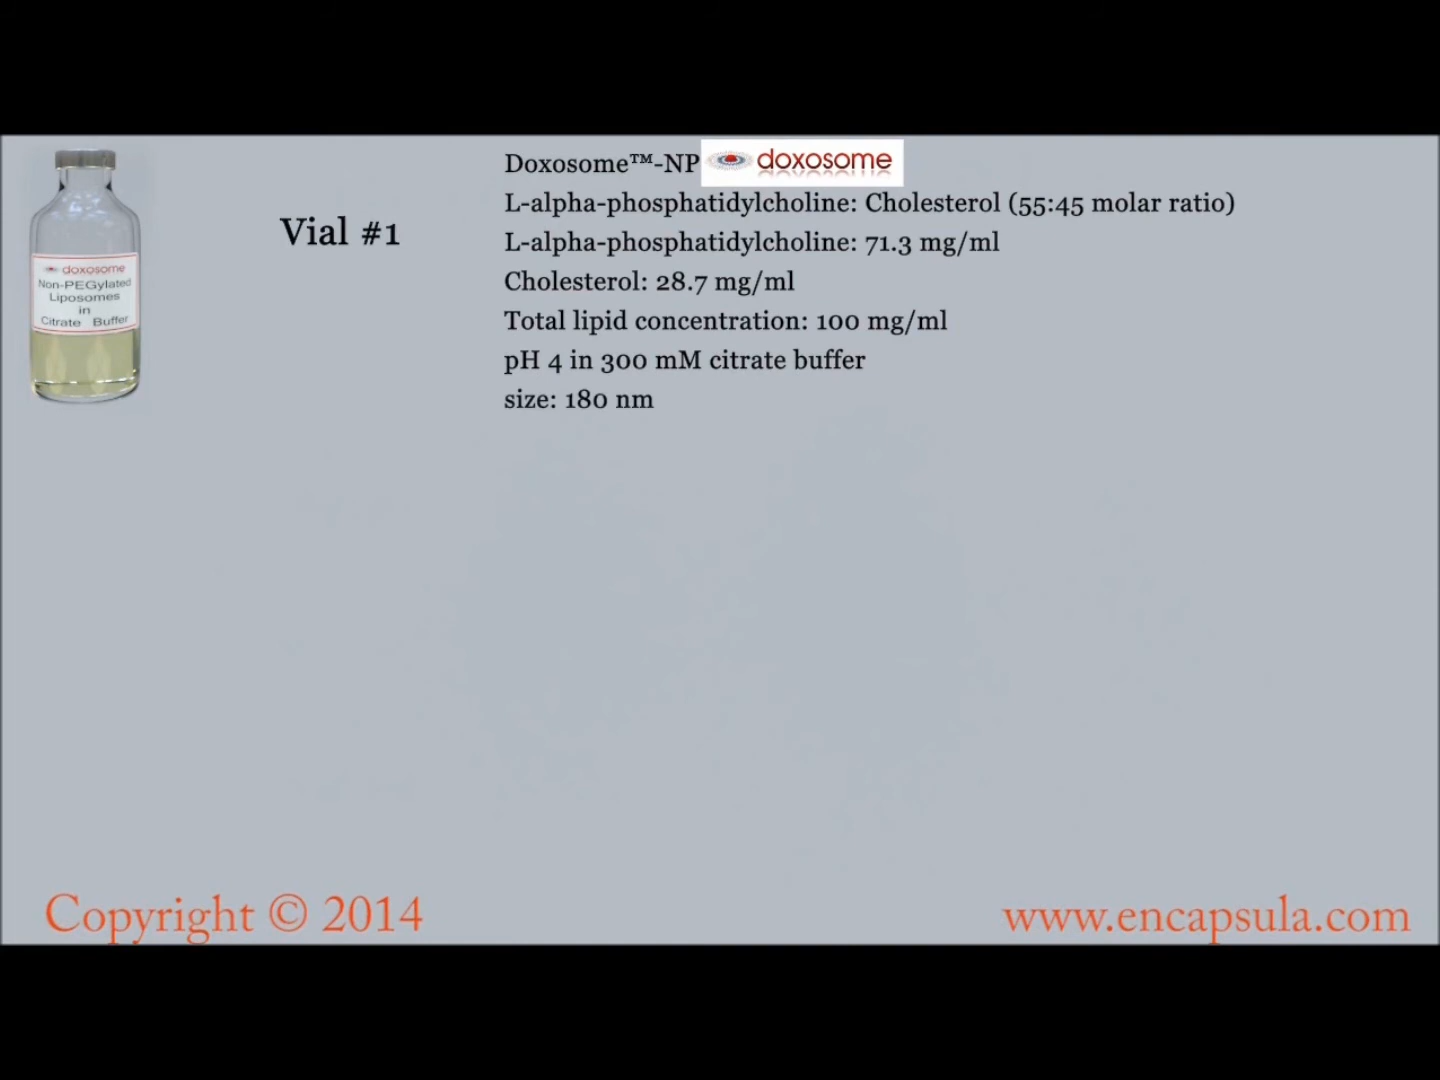 Doxosome™-NP doxosome
L-alpha-phosphatidylcholine: Cholesterol (55:45 molar ratio)
Vial #1
L-alpha-phosphatidylcholine: 71.3 mg/ml
Cholesterol: 28.7 mg/ml
Total lipid concentration: 100 mg/ml
pH 4 in 300 mM citrate buffer
size: 180 nm
doxosome
Non-PEGylated
Liposomes
in
Citrate Buffer
Copyright © 2014
www.encapsula.com